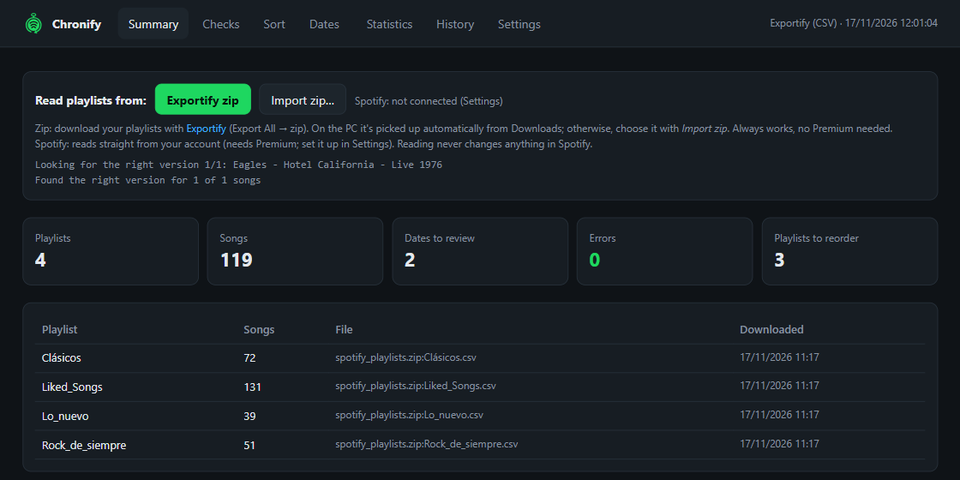 Chronify Summary Checks Sort Dates Statistics History Settings Exportify (CSV) · 17/11/2026 12:01:04
Read playlists from: Exportify zip Import zip... Spotify: not connected (Settings)
Zip: download your playlists with Exportify (Export All → zip). On the PC it's picked up automatically from Downloads; otherwise, choose it with Import zip. Always works, no Premium needed.
Spotify: reads straight from your account (needs Premium; set it up in Settings). Reading never changes anything in Spotify.
Looking for the right version 1/1: Eagles - Hotel California - Live 1976
Found the right version for 1 of 1 songs
Playlists Songs Dates to review Errors Playlists to reorder
4 119 2 0 3
Playlist Songs File Downloaded
Clásicos 72 spotify_playlists.zip:Clásicos.csv 17/11/2026 11:17
Liked_Songs 131 spotify_playlists.zip:Liked_Songs.csv 17/11/2026 11:17
Lo_nuevo 39 spotify_playlists.zip:Lo_nuevo.csv 17/11/2026 11:17
Rock_de_siempre 51 spotify_playlists.zip:Rock_de_siempre.csv 17/11/2026 11:17